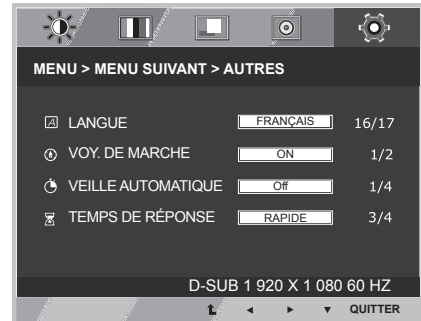 MENU > MENU SUIVANT > AUTRES
LANGUE FRANÇAIS 16/17
VOY. DE MARCHE ON 1/2
VEILLE AUTOMATIQUE Off 1/4
TEMPS DE RÉPONSE RAPIDE 3/4
D-SUB 1 920 X 1 080 60 HZ
QUITTER